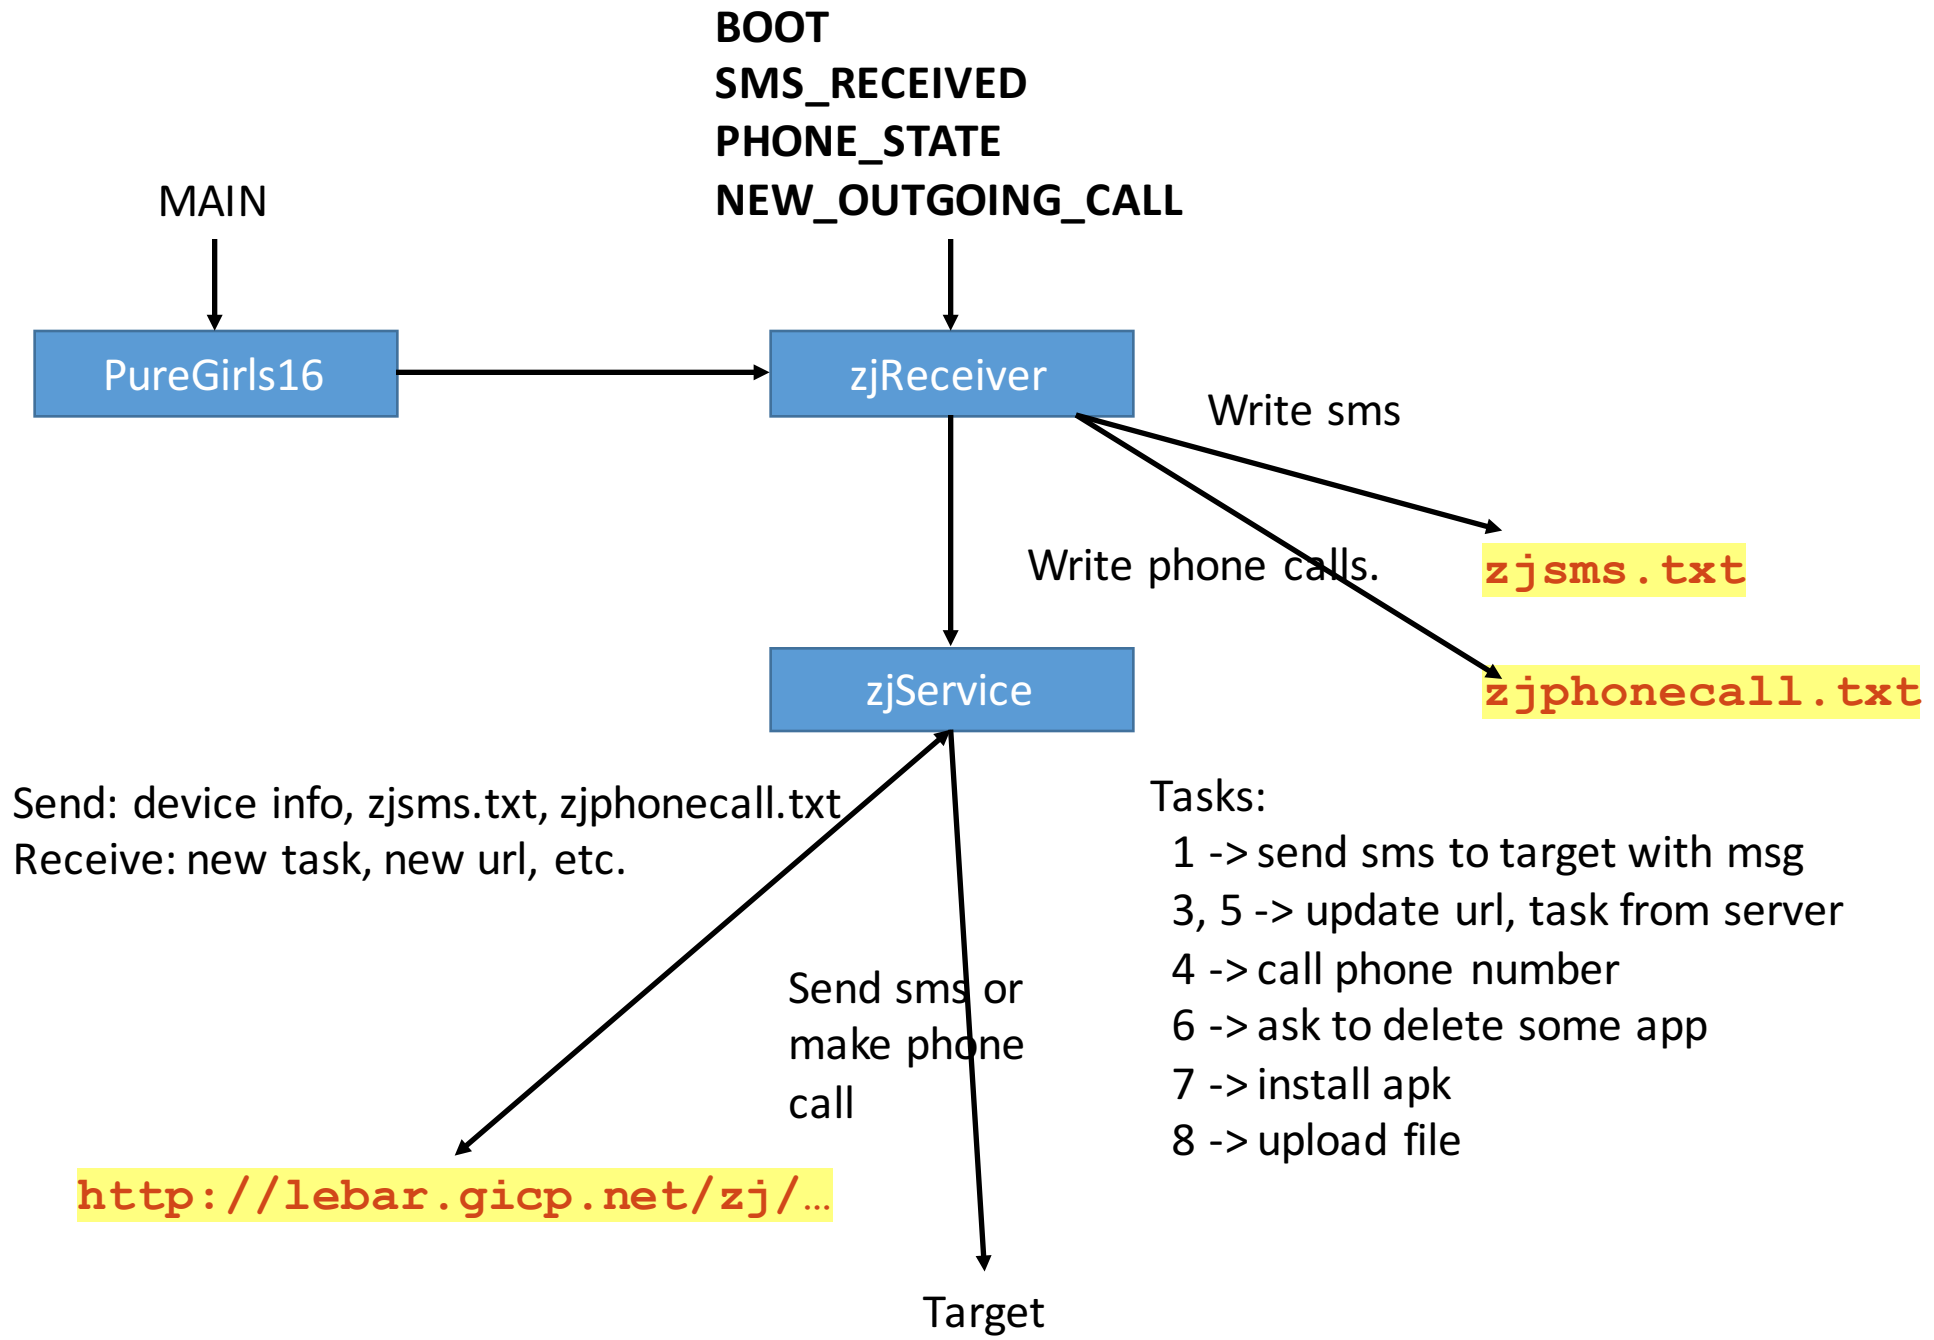 BOOT
SMS_RECEIVED
PHONE_STATE
NEW_OUTGOING_CALL
MAIN
PureGirls16
zjReceiver
Write sms
Write phone calls.
zjsms.txt
zjphonecall.txt
zjService
Send: device info, zjsms.txt, zjphonecall.txt
Receive: new task, new url, etc.
Tasks:
1 -> send sms to target with msg
3, 5 -> update url, task from server
4 -> call phone number
6 -> ask to delete some app
7 -> install apk
8 -> upload file
Send sms or
make phone
call
http://lebar.gicp.net/zj/…
Target